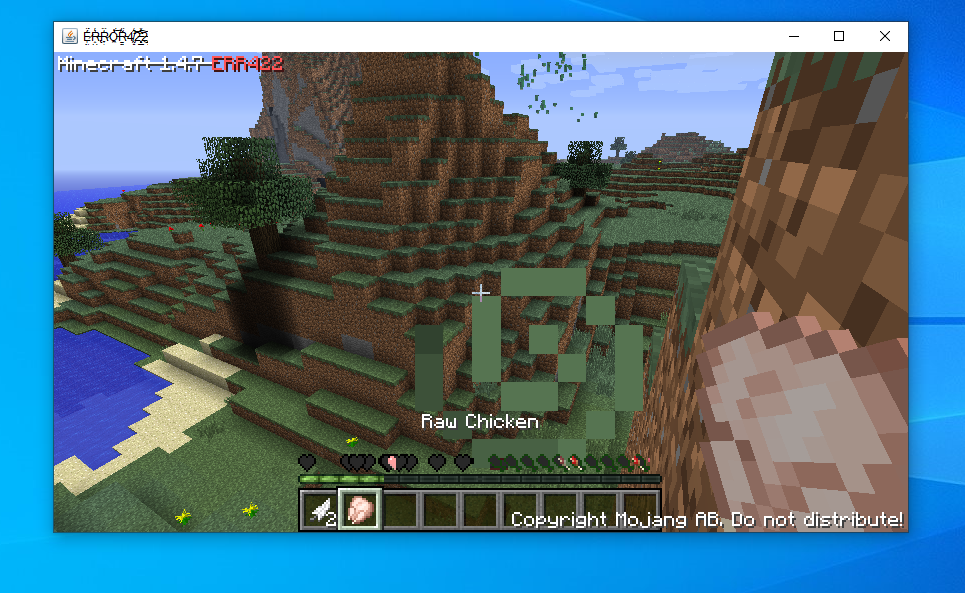 ERROR422
Minecraft 1.4.7 ERR422
Raw Chicken
2
Copyright Mojang AB. Do not distribute!